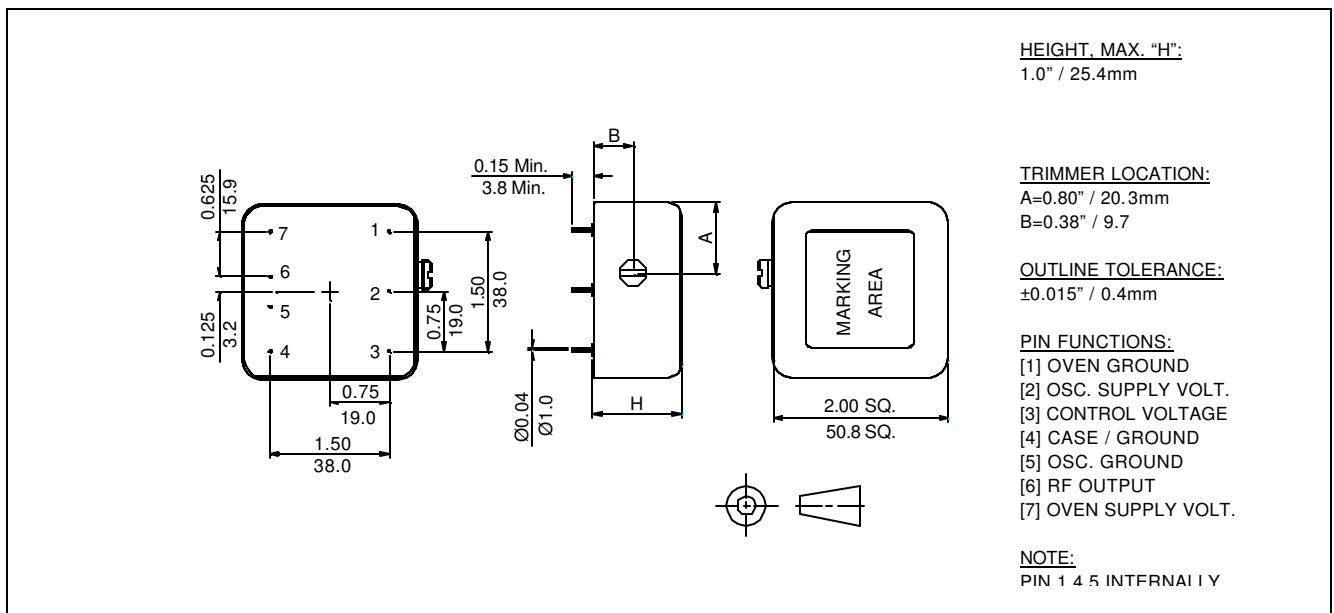 HEIGHT, MAX. “H”:
1.0” / 25.4mm
TRIMMER LOCATION:
A=0.80” / 20.3mm
B=0.38” / 9.7
OUTLINE TOLERANCE:
±0.015” / 0.4mm
PIN FUNCTIONS:
[1] OVEN GROUND
[2] OSC. SUPPLY VOLT.
[3] CONTROL VOLTAGE
[4] CASE / GROUND
[5] OSC. GROUND
[6] RF OUTPUT
[7] OVEN SUPPLY VOLT.
NOTE:
PIN 1,4,5 INTERNALLY
0.625
15.9
0.125
3.2
7
6
5
4
1
2
3
0.75
19.0
1.50
38.0
0.75
19.0
1.50
38.0
0.15 Min.
3.8 Min.
B
A
H
Ø0.04
Ø1.0
MARKING
AREA
2.00 SQ.
50.8 SQ.